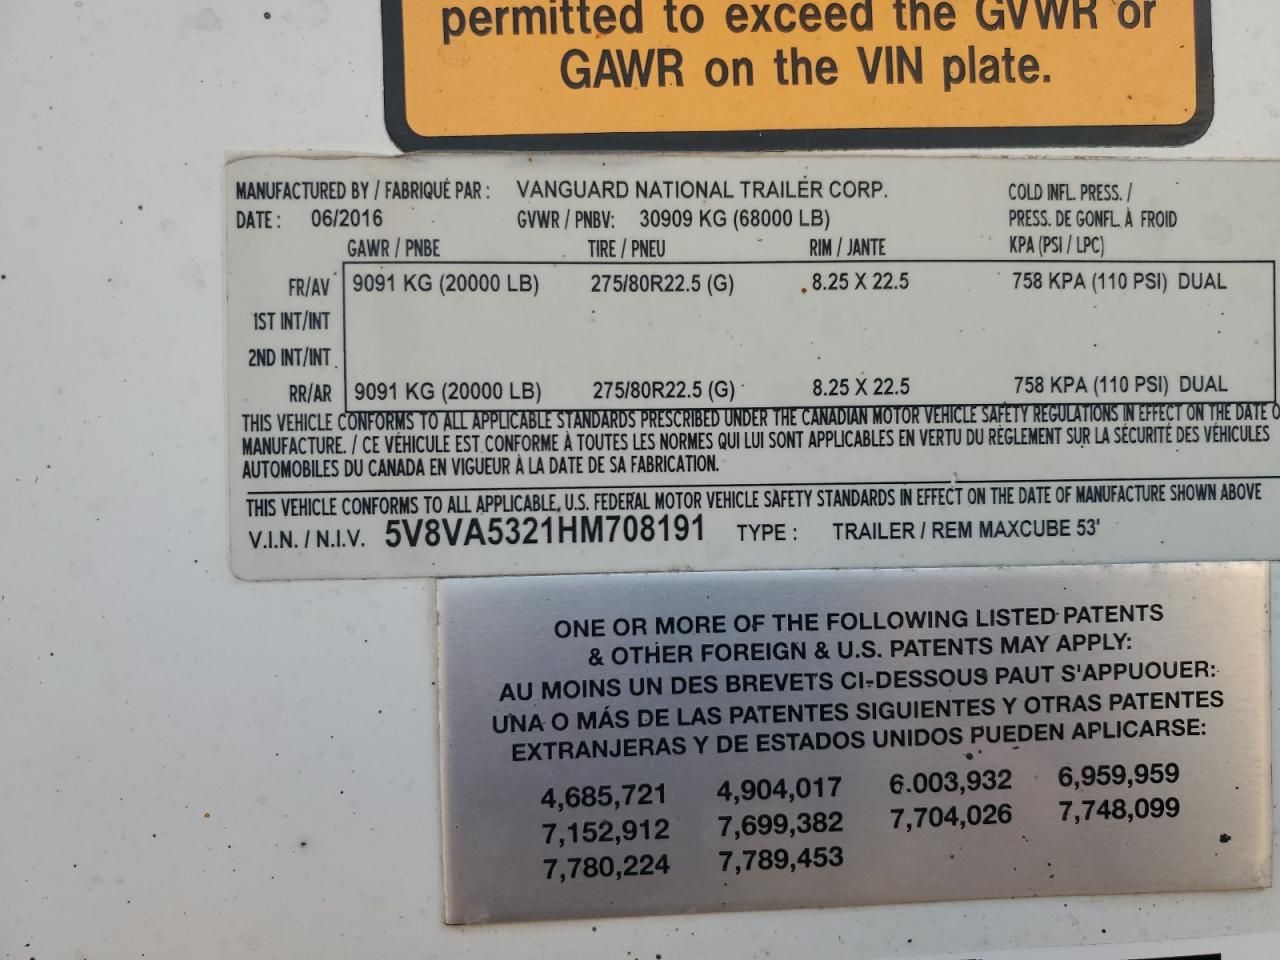 permitted to exceed the GVWR or
GAWR on the VIN plate.
MANUFACTURED BY / FABRIQUÉ PAR : VANGUARD NATIONAL TRAILER CORP. COLD INFL. PRESS. /
DATE : 06/2016 GVWR / PNBV: 30909 KG (68000 LB) PRESS. DE GONFL. À FROID
GAWR / PNBE TIRE / PNEU RIM / JANTE KPA (PSI / LPC)
FR/AV 9091 KG (20000 LB) 275/80R22.5 (G) 8.25 X 22.5 758 KPA (110 PSI) DUAL
1ST INT/INT
2ND INT/INT
RR/AR 9091 KG (20000 LB) 275/80R22.5 (G) 8.25 X 22.5 758 KPA (110 PSI) DUAL
THIS VEHICLE CONFORMS TO ALL APPLICABLE STANDARDS PRESCRIBED UNDER THE CANADIAN MOTOR VEHICLE SAFETY REGULATIONS IN EFFECT ON THE DATE O
MANUFACTURE. / CE VÉHICULE EST CONFORME À TOUTES LES NORMES QUI LUI SONT APPLICABLES EN VERTU DU RÈGLEMENT SUR LA SÉCURITÉ DES VÉHICULES
AUTOMOBILES DU CANADA EN VIGUEUR À LA DATE DE SA FABRICATION.
THIS VEHICLE CONFORMS TO ALL APPLICABLE, U.S. FEDERAL MOTOR VEHICLE SAFETY STANDARDS IN EFFECT ON THE DATE OF MANUFACTURE SHOWN ABOVE
V.I.N. / N.I.V. 5V8VA5321HM708191 TYPE : TRAILER / REM MAXCUBE 53'
ONE OR MORE OF THE FOLLOWING LISTED PATENTS
& OTHER FOREIGN & U.S. PATENTS MAY APPLY:
AU MOINS UN DES BREVETS CI-DESSOUS PAUT S'APPUOUER:
UNA O MÁS DE LAS PATENTES SIGUIENTES Y OTRAS PATENTES
EXTRANJERAS Y DE ESTADOS UNIDOS PUEDEN APLICARSE:
4,685,721 4,904,017 6.003,932 6,959,959
7,152,912 7,699,382 7,704,026 7,748,099
7,780,224 7,789,453